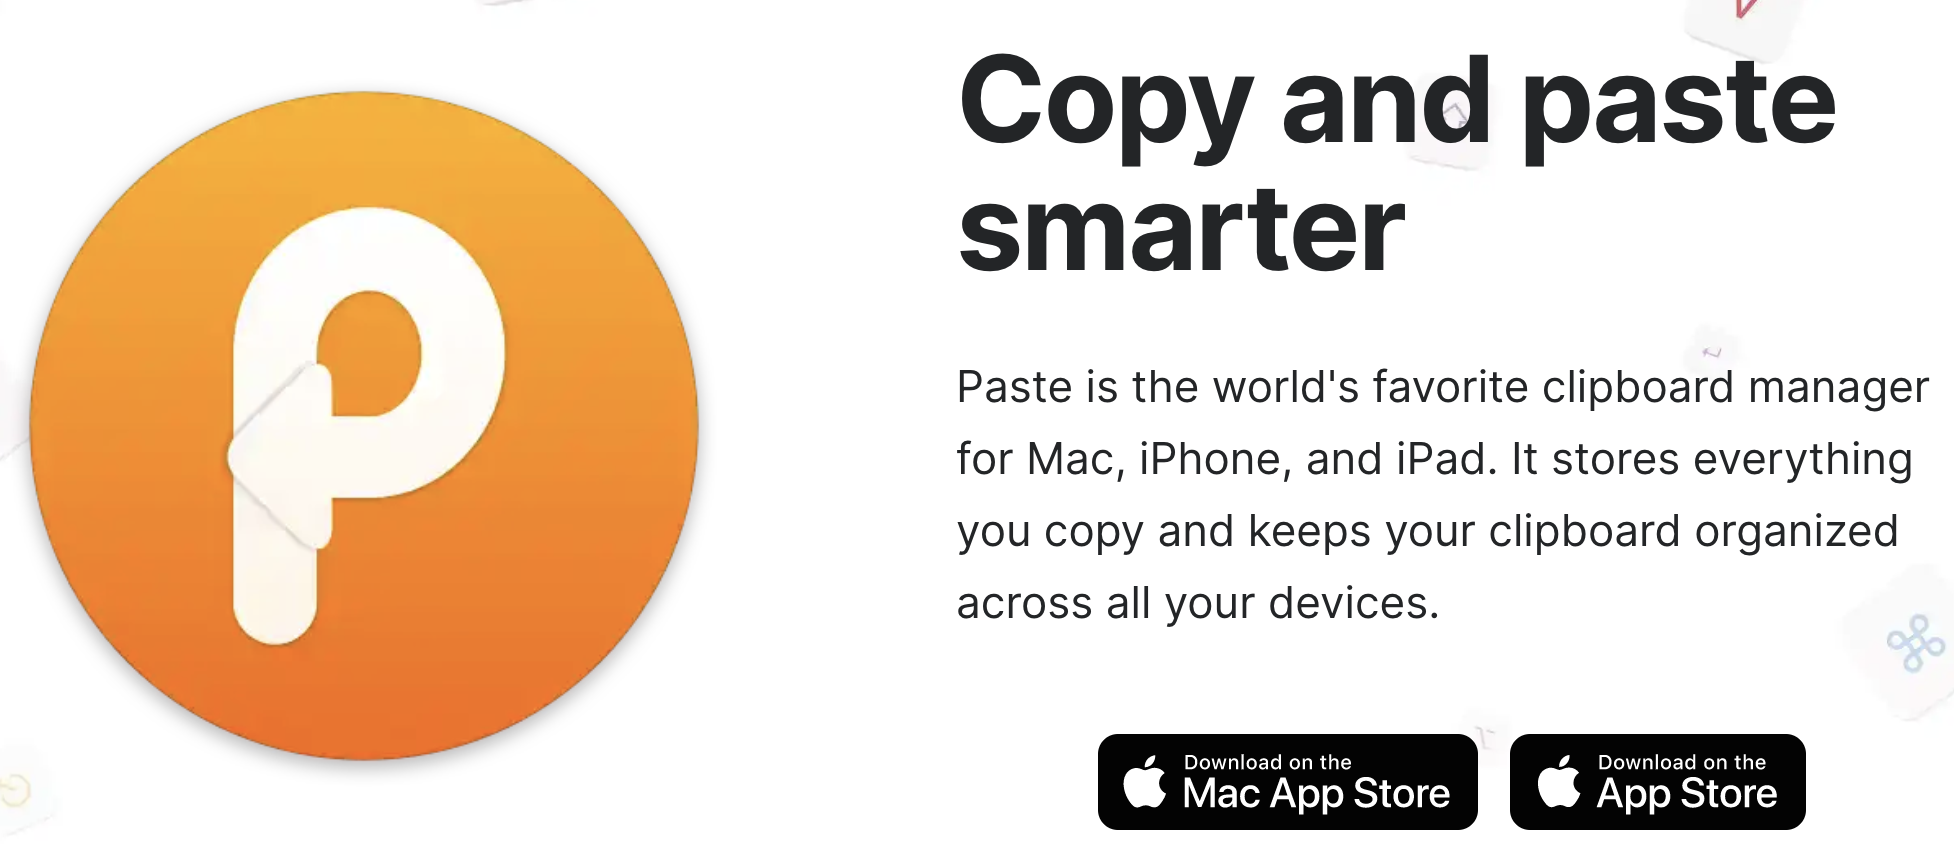 Copy and paste
smarter
Paste is the world's favorite clipboard manager
for Mac, iPhone, and iPad. It stores everything
you copy and keeps your clipboard organized
across all your devices.
Download on the
Mac App Store
Download on the
App Store